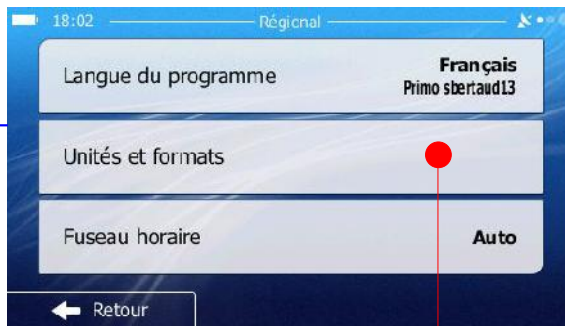 18:02
Régional
Langue du programme
Français
Primo sbertaud13
Unités et formats
Fuseau horaire
Auto
Retour